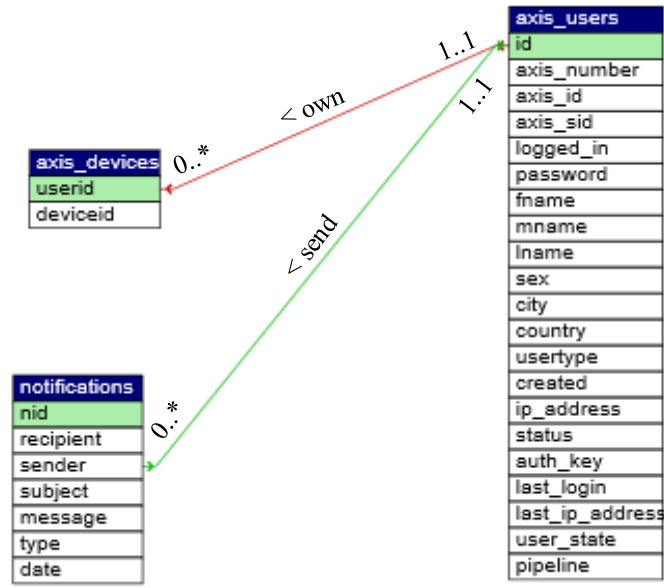 axis_users
id
axis_number
axis_id
axis_sid
logged_in
password
fname
mname
lname
sex
city
country
usertype
created
ip_address
status
auth_key
last_login
last_ip_address
user_state
pipeline
1..1
< own
0..*
1..1
< send
0..*
axis_devices
userid
deviceid
notifications
nid
recipient
sender
subject
message
type
date